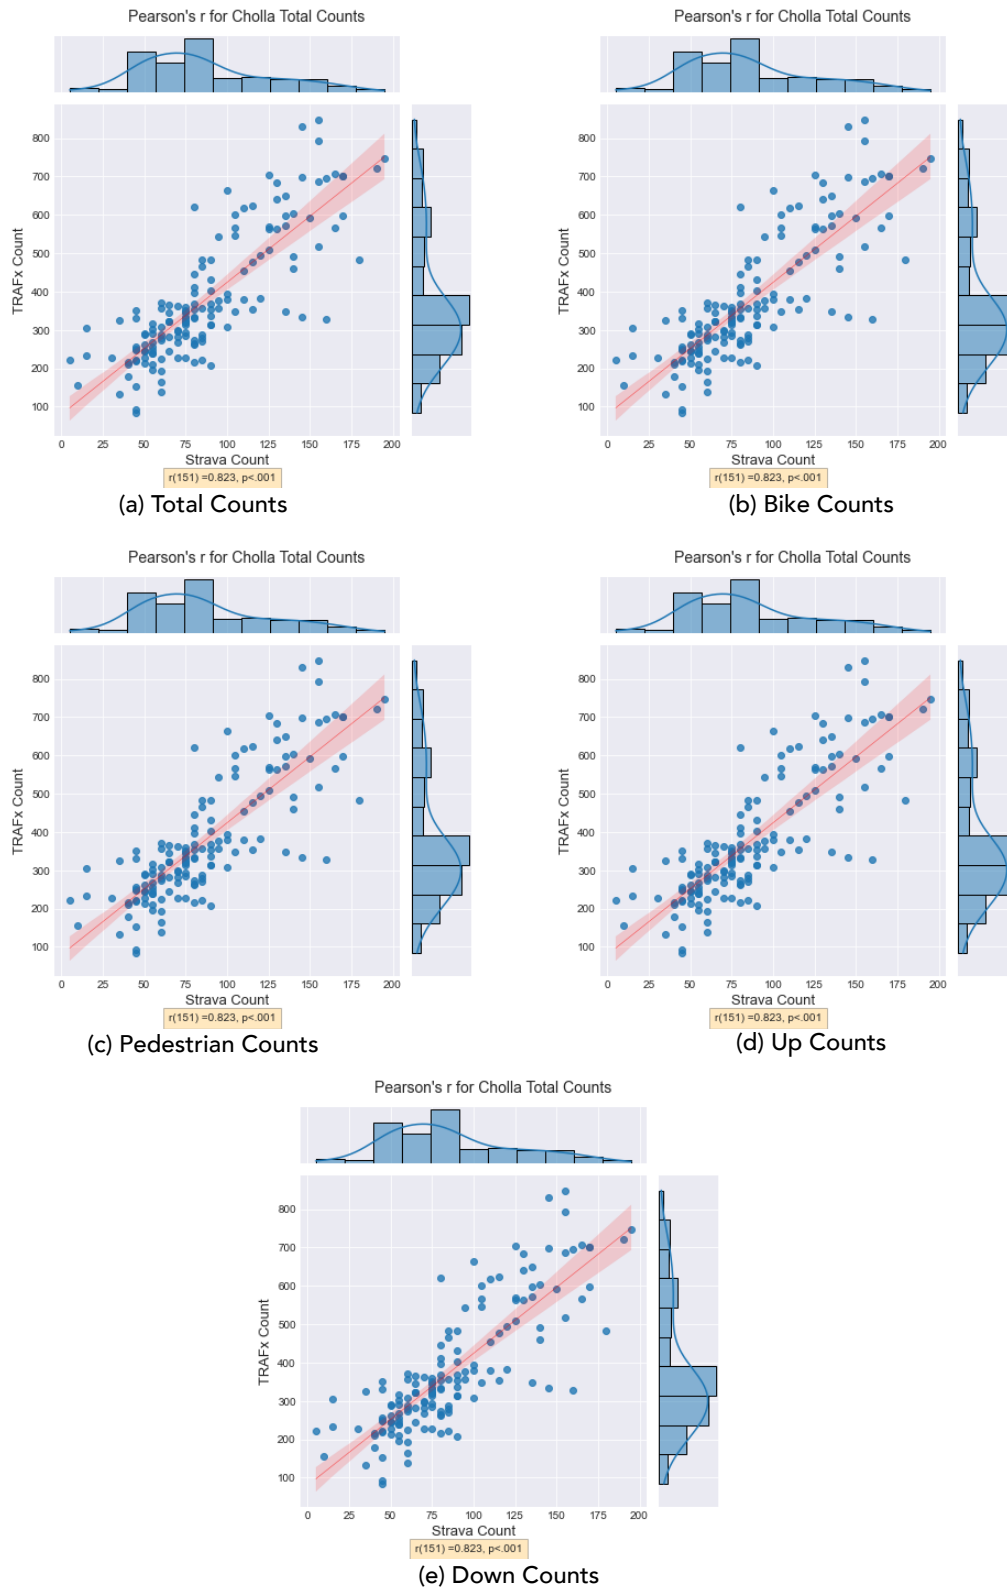 Pearson's r for Cholla Total Counts
TRAFx Count
800
700
600
500
400
300
200
100
0 25 50 75 100 125 150 175 200
Strava Count
r(151) =0.823, p<.001
(a) Total Counts
Pearson's r for Cholla Total Counts
TRAFx Count
800
700
600
500
400
300
200
100
0 25 50 75 100 125 150 175 200
Strava Count
r(151) =0.823, p<.001
(b) Bike Counts
Pearson's r for Cholla Total Counts
TRAFx Count
800
700
600
500
400
300
200
100
0 25 50 75 100 125 150 175 200
Strava Count
r(151) =0.823, p<.001
(c) Pedestrian Counts
Pearson's r for Cholla Total Counts
TRAFx Count
800
700
600
500
400
300
200
100
0 25 50 75 100 125 150 175 200
Strava Count
r(151) =0.823, p<.001
(d) Up Counts
Pearson's r for Cholla Total Counts
TRAFx Count
800
700
600
500
400
300
200
100
0 25 50 75 100 125 150 175 200
Strava Count
r(151) =0.823, p<.001
(e) Down Counts